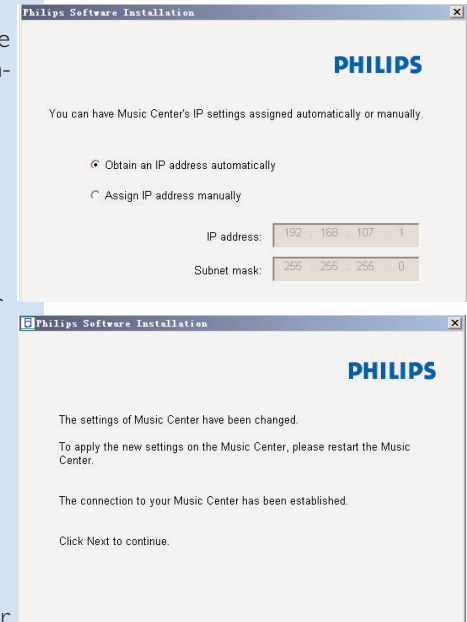 Philips Software Installation
PHILIPS
You can have Music Center's IP settings assigned automatically or manually.
Obtain an IP address automatically
Assign IP address manually
IP address: 192 . 168 . 107 . 1
Subnet mask: 255 . 255 . 255 . 0
Philips Software Installation
PHILIPS
The settings of Music Center have been changed.
To apply the new settings on the Music Center, please restart the Music
Center.
The connection to your Music Center has been established.
Click Next to continue.